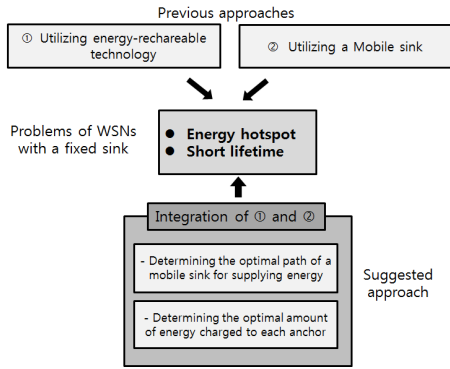 Previous approaches
① Utilizing energy-rechareable
technology
② Utilizing a Mobile sink
Problems of WSNs
with a fixed sink
● Energy hotspot
● Short lifetime
Integration of ① and ②
- Determining the optimal path of a
mobile sink for supplying energy
- Determining the optimal amount
of energy charged to each anchor
Suggested
approach